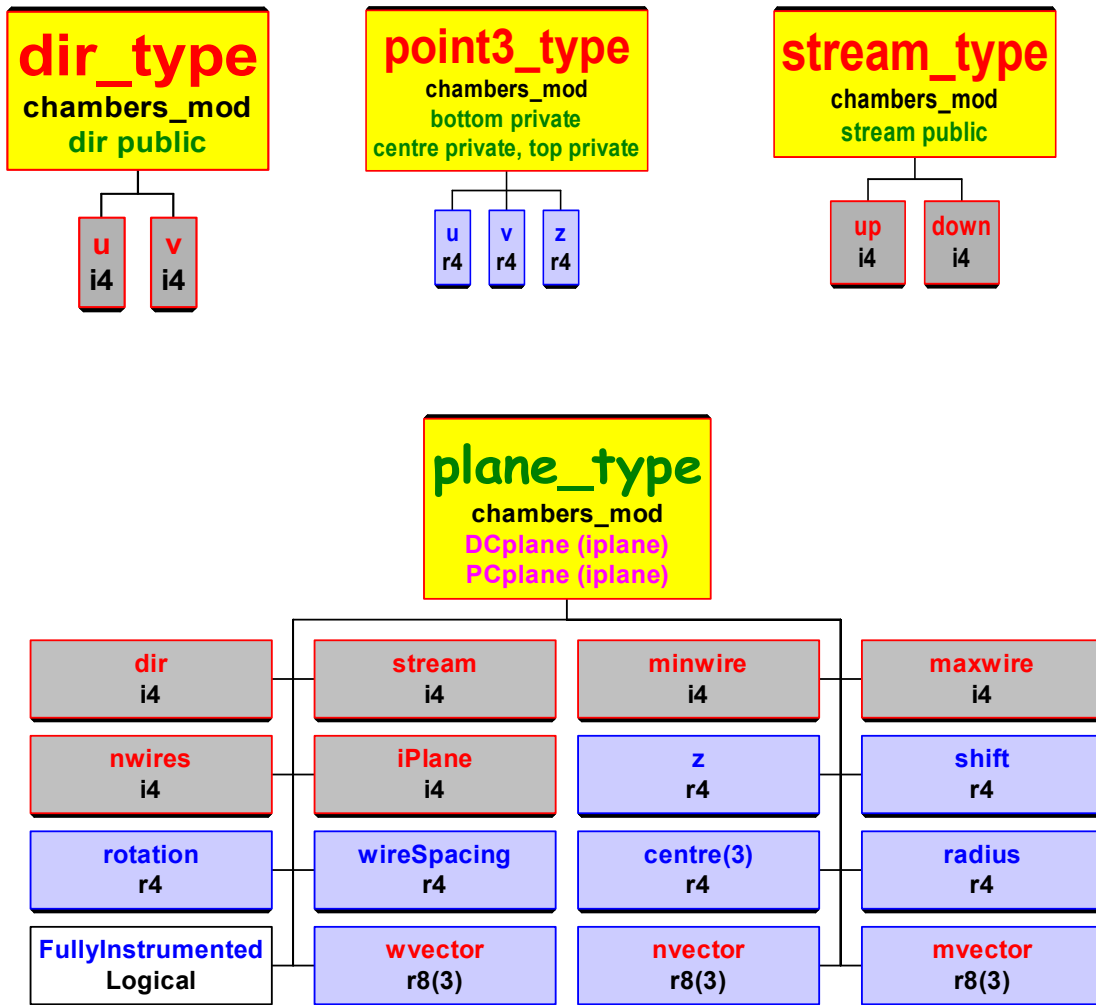 dir_type
chambers_mod
dir public
u
i4
v
i4
point3_type
chambers_mod
bottom private
centre private, top private
u
r4
v
r4
z
r4
stream_type
chambers_mod
stream public
up
i4
down
i4
plane_type
chambers_mod
DCplane (iplane)
PCplane (iplane)
dir
i4
stream
i4
minwire
i4
maxwire
i4
nwires
i4
iPlane
i4
z
r4
shift
r4
rotation
r4
wireSpacing
r4
centre(3)
r4
radius
r4
FullyInstrumented
Logical
wvector
r8(3)
nvector
r8(3)
mvector
r8(3)